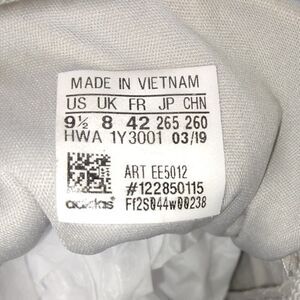 MADE IN VIETNAM
US UK FR JP CHN
9½ 8 42 265 260
HWA 1Y3001 03/19
ART EE5012
#122850115
adidas Ff2S044w00238